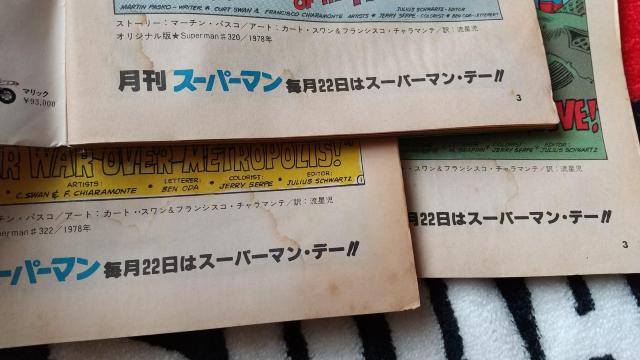 OF THE
MARTIN PASKO-WRITER ★ CURT SWAN & FRANCISCO CHIARAMONTE ARTISTS ★ JERRY SERPE-COLORIST ★ BEN ODA-LETTERER
JULIUS SCHWARTZ-EDITOR
ストーリー：マーチン・パスコ／アート：カート・スワン＆フランシスコ・チャラマンテ／訳：流星児
オリジナル版★Superman♯320／1978年
月刊 スーパーマン 毎月22日はスーパーマン・デー!!
3
マリック
¥93,000
R WAR OVER METROPOLIS!
ARTISTS: C. SWAN & F. CHIARAMONTE
LETTERER: BEN ODA
COLORIST: JERRY SERPE
EDITOR: JULIUS SCHWARTZ
チン・パスコ／アート：カート・スワン＆フランシスコ・チャラマンテ／訳：流星児
perman♯322／1978年
ーパーマン 毎月22日はスーパーマン・デー!!
VE!
JERRY SERPE
EDITOR: JULIUS SCHWARTZ
スワン＆フランシスコ・チャラマンテ／訳：流星児
月22日はスーパーマン・デー!!
3